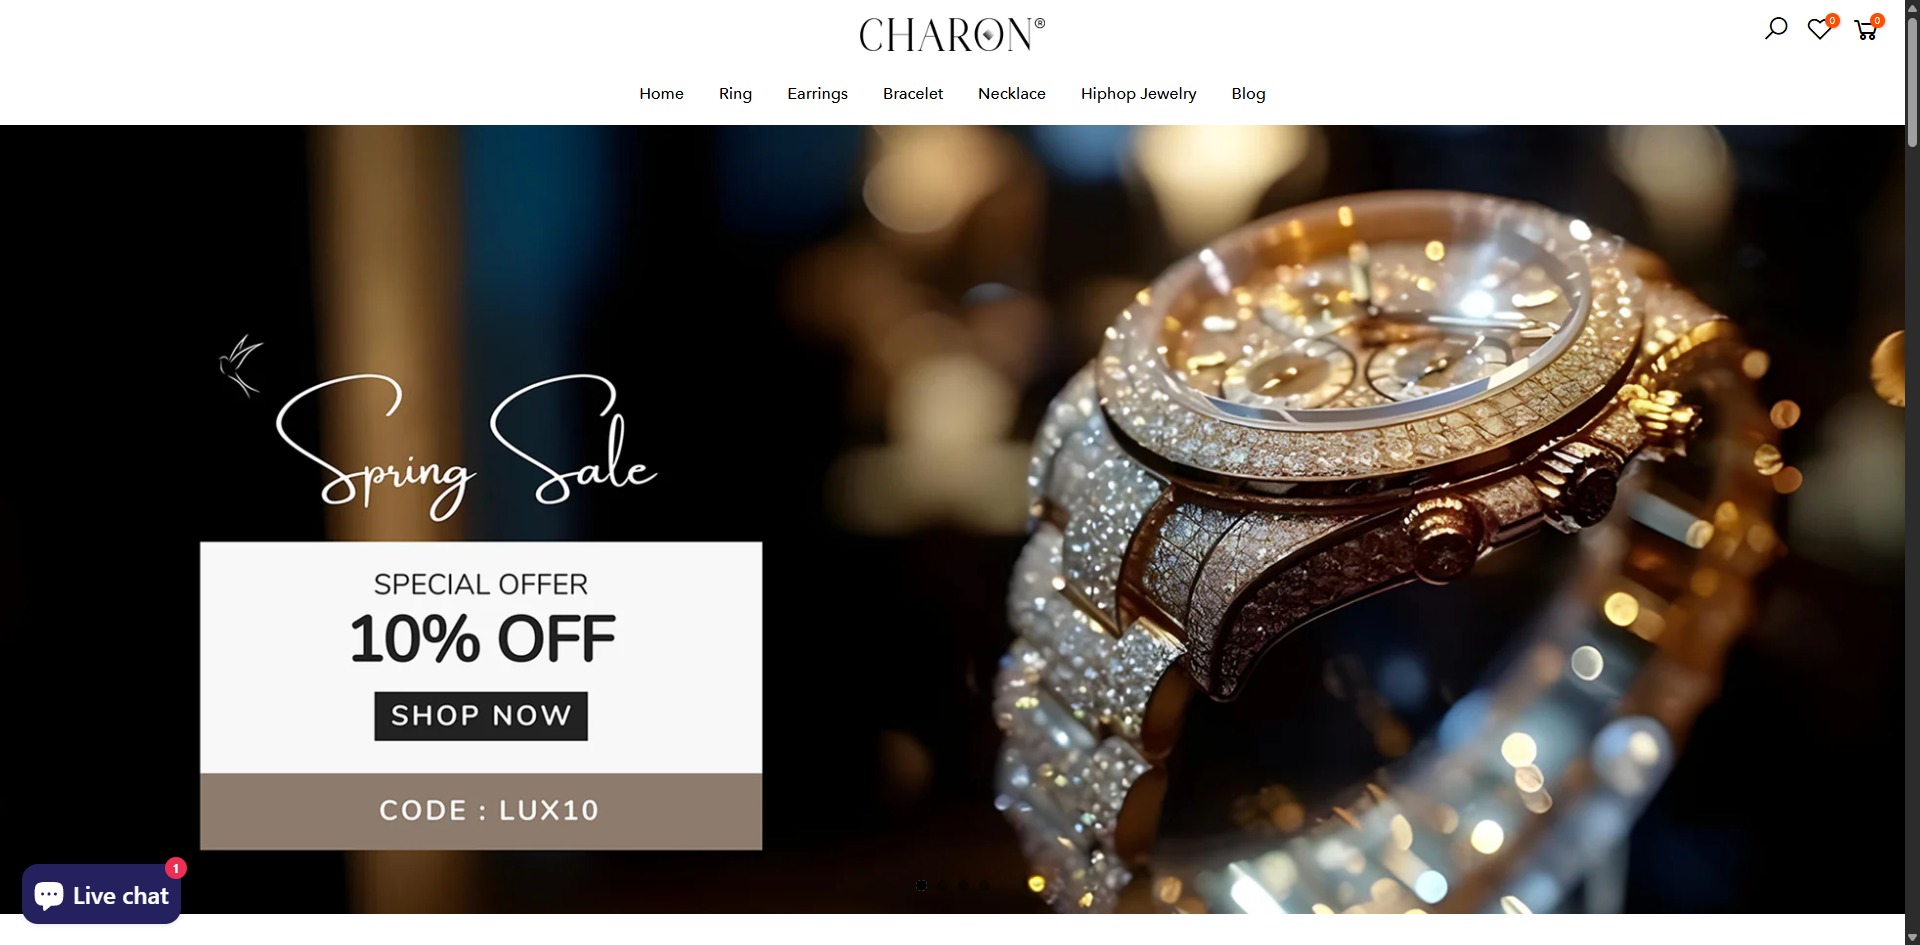 CHARON®
0
0
Home Ring Earrings Bracelet Necklace Hiphop Jewelry Blog
Spring Sale
SPECIAL OFFER
10% OFF
SHOP NOW
CODE : LUX10
1
Live chat